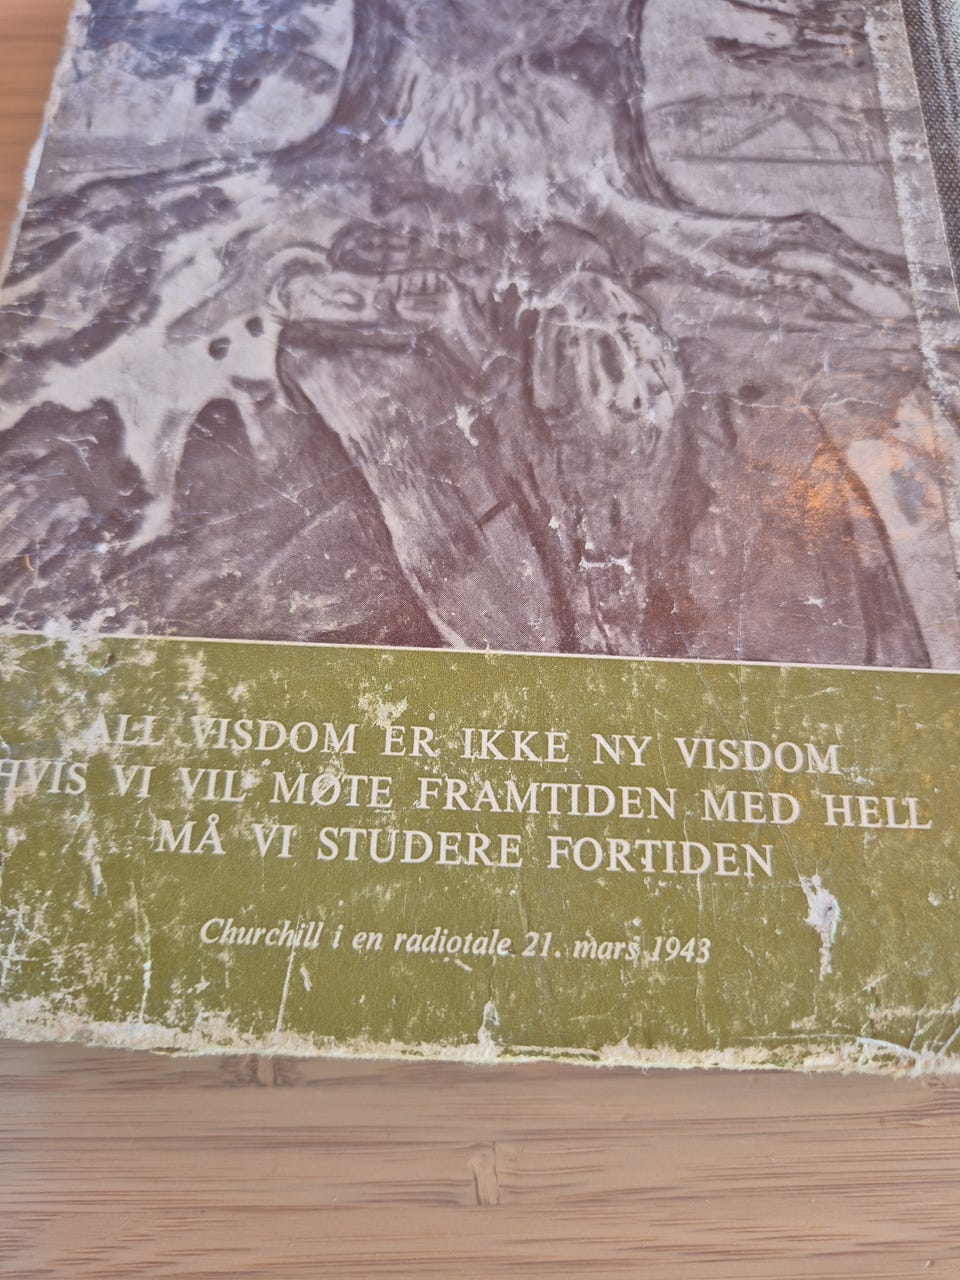 ALL VISDOM ER IKKE NY VISDOM
HVIS VI VIL MØTE FRAMTIDEN MED HELL
MÅ VI STUDERE FORTIDEN
Churchill i en radiotale 21. mars 1943